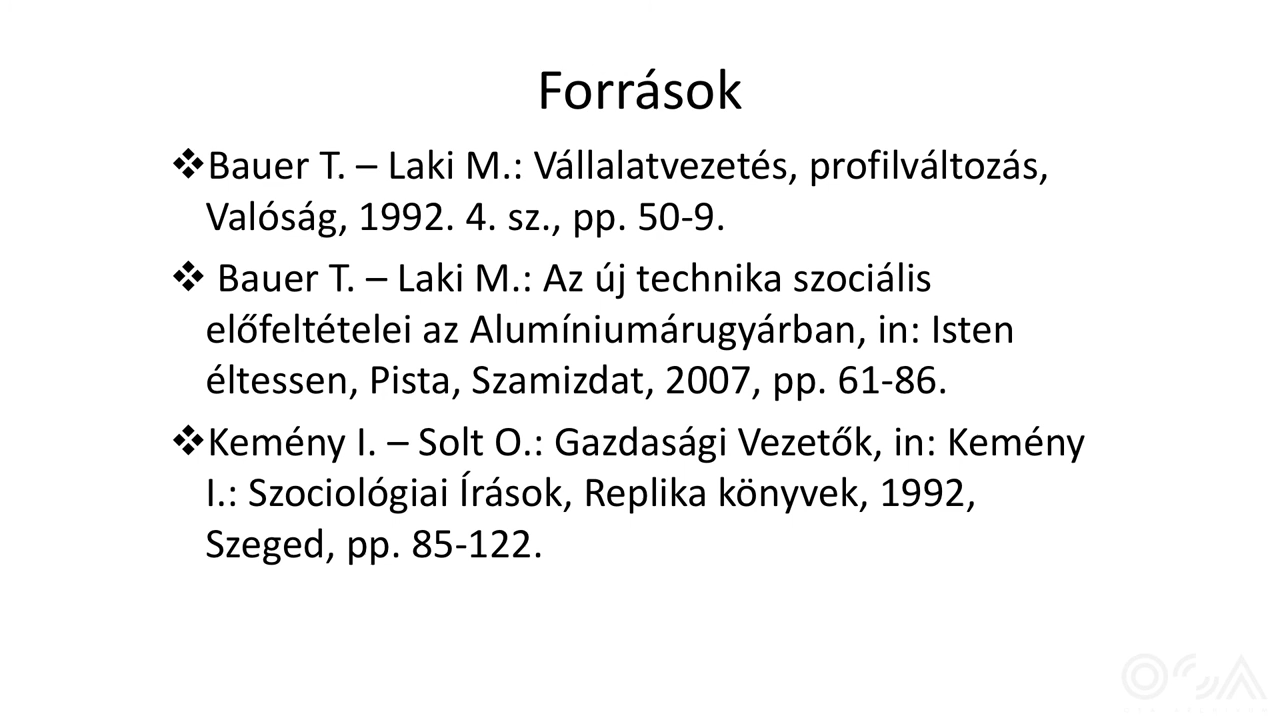 Források
❖Bauer T. – Laki M.: Vállalatvezetés, profilváltozás,
Valóság, 1992. 4. sz., pp. 50-9.
❖ Bauer T. – Laki M.: Az új technika szociális
előfeltételei az Alumíniumárugyárban, in: Isten
éltessen, Pista, Szamizdat, 2007, pp. 61-86.
❖Kemény I. – Solt O.: Gazdasági Vezetők, in: Kemény
I.: Szociológiai Írások, Replika könyvek, 1992,
Szeged, pp. 85-122.